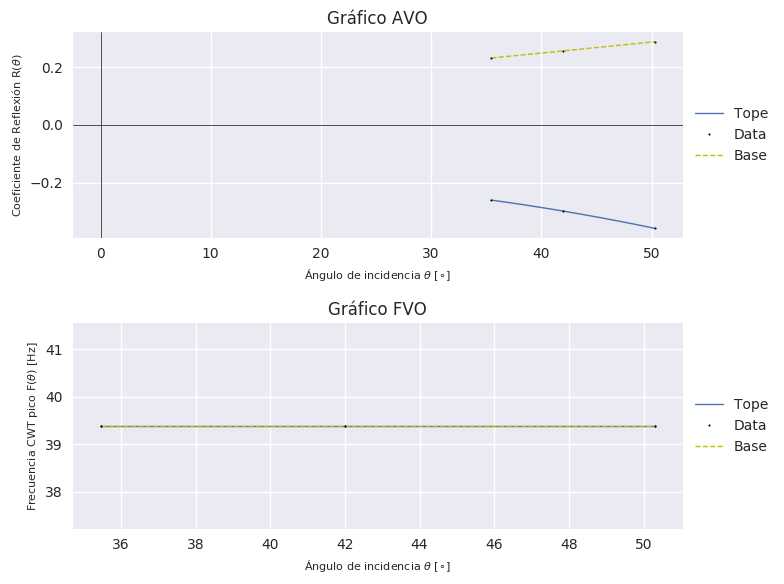 Gráfico AVO
Coeficiente de Reflexión R(θ)
0.2
0.0
−0.2
0 10 20 30 40 50
Ángulo de incidencia θ [∘]
Tope
Data
Base
Gráfico FVO
Frecuencia CWT pico F(θ) [Hz]
41
40
39
38
36 38 40 42 44 46 48 50
Ángulo de incidencia θ [∘]
Tope
Data
Base